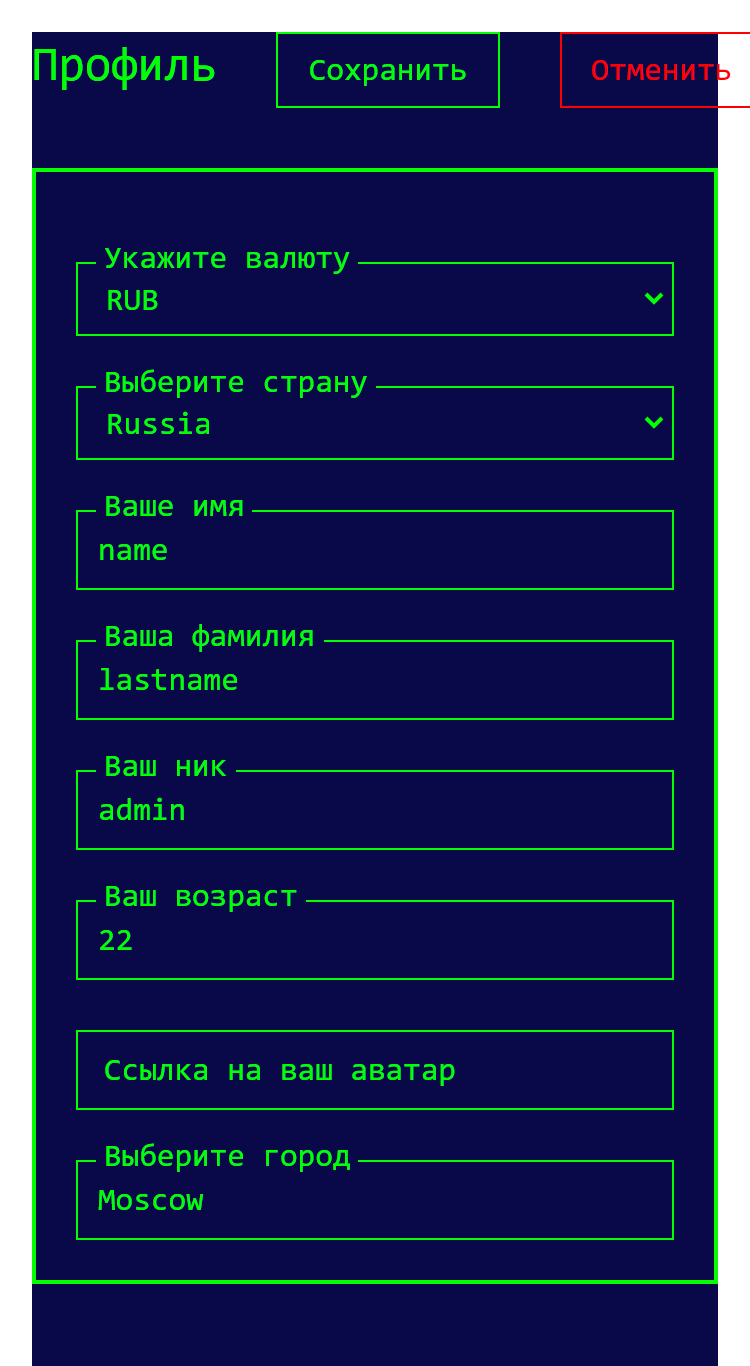 Профиль
Сохранить
Отменить
Укажите валюту
RUB
Выберите страну
Russia
Ваше имя
name
Ваша фамилия
lastname
Ваш ник
admin
Ваш возраст
22
Ссылка на ваш аватар
Выберите город
Moscow